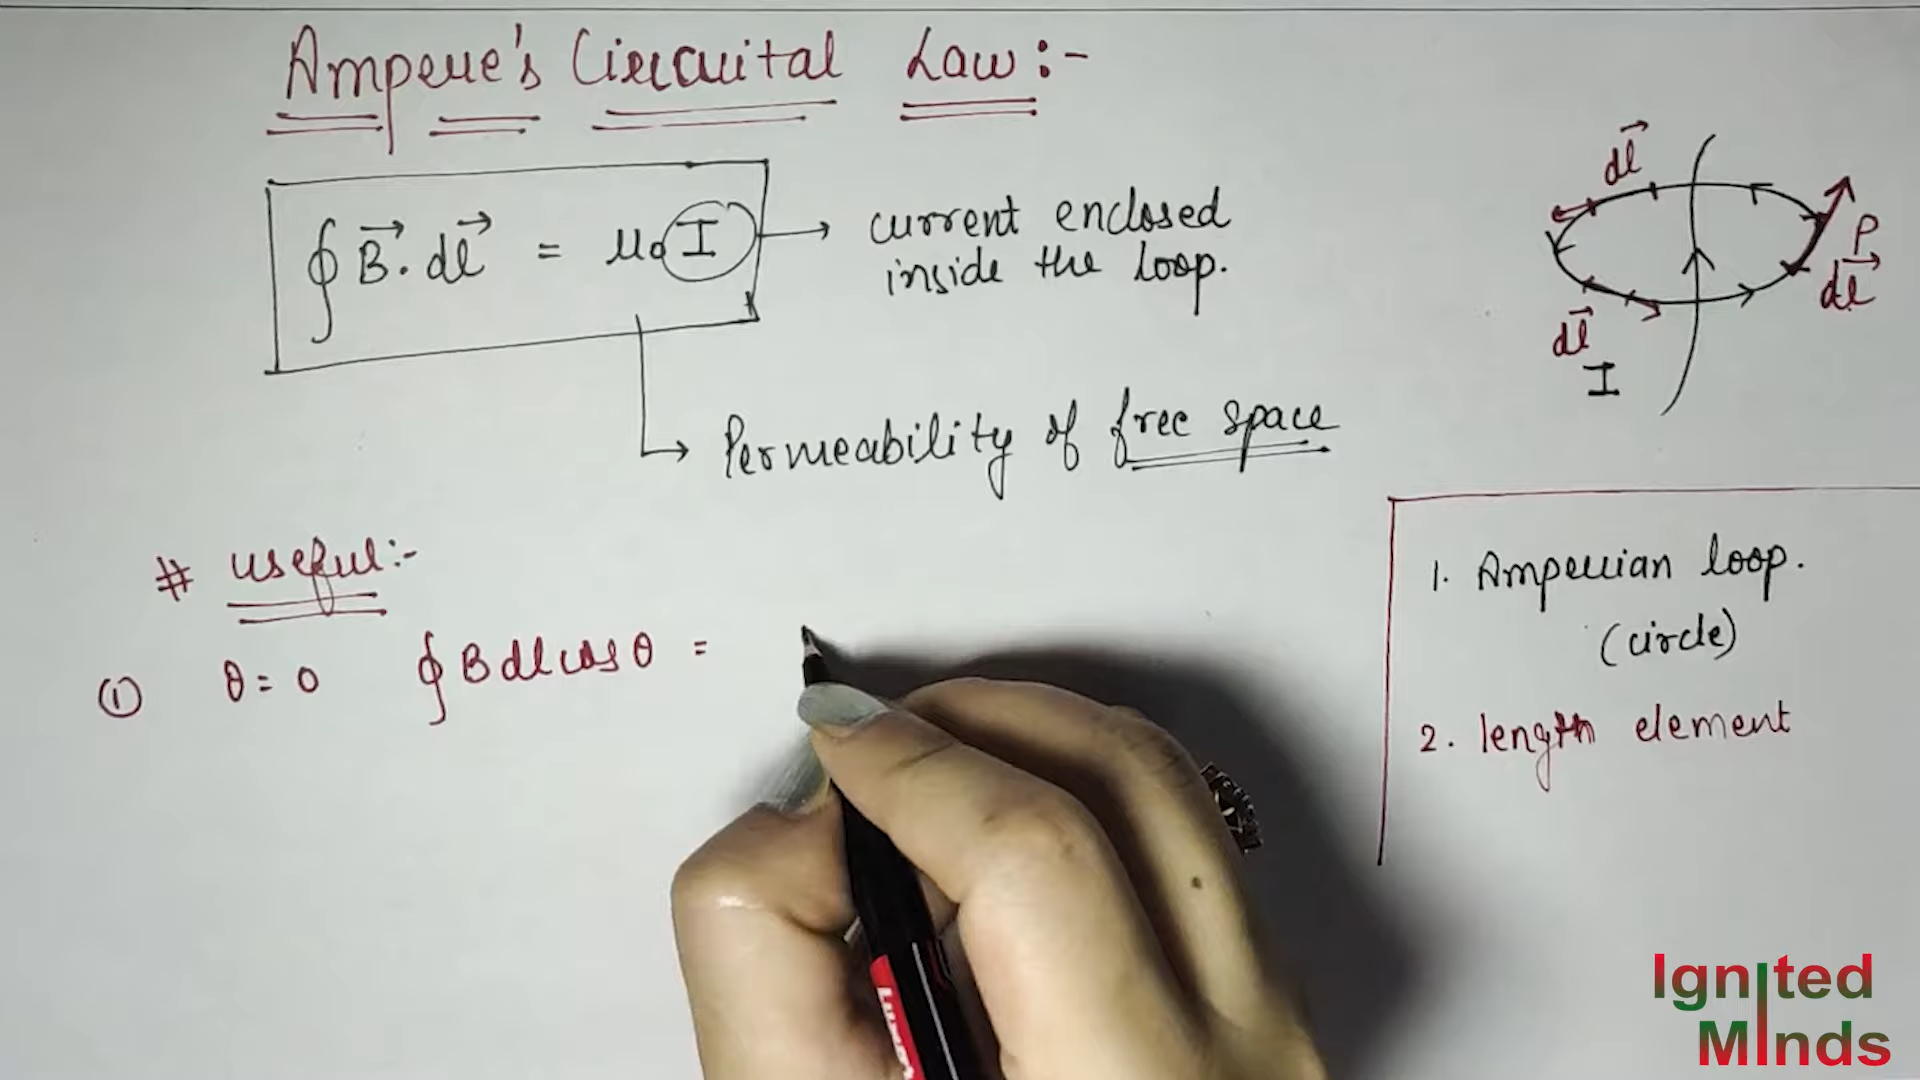 Ampere's Circuital Law:-
∮ B⃗ · dl⃗ = μ₀ I → current enclosed
inside the loop.
Permeability of free space
dl⃗
P
dl⃗
dl⃗
I
# useful:-
① θ = 0 ∮ B dl cos θ =
1. Amperian loop.
(circle)
2. length element
Ignited
Minds